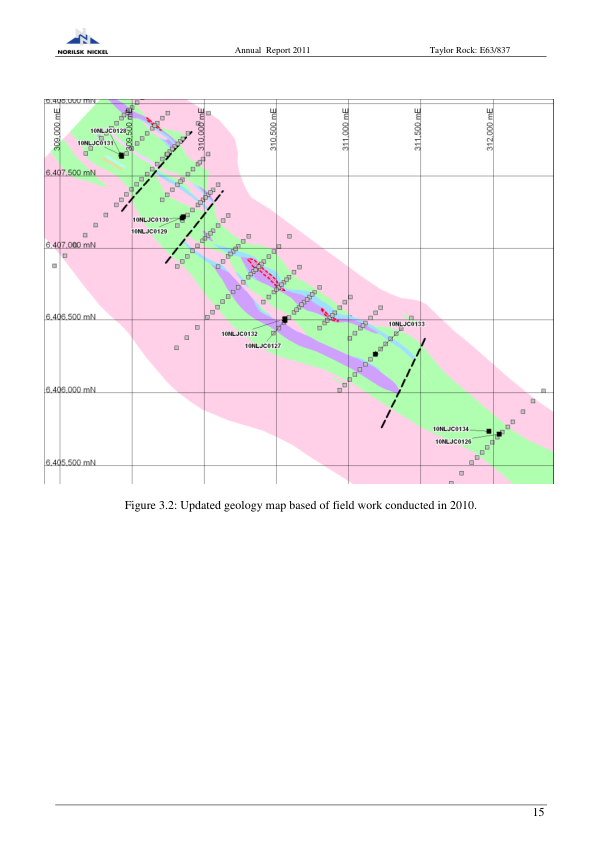 N
NORILSK NICKEL
Annual Report 2011
Taylor Rock: E63/837
6,408,000 mN
309,000 mE
309,500 mE
310,000 mE
310,500 mE
311,000 mE
311,500 mE
312,000 mE
10NLJC0128
10NLJC0131
6,407,500 mN
10NLJC0130
10NLJC0129
6,407,000 mN
6,406,500 mN
10NLJC0133
10NLJC0132
10NLJC0127
6,406,000 mN
10NLJC0134
10NLJC0126
6,405,500 mN
Figure 3.2: Updated geology map based of field work conducted in 2010.
15